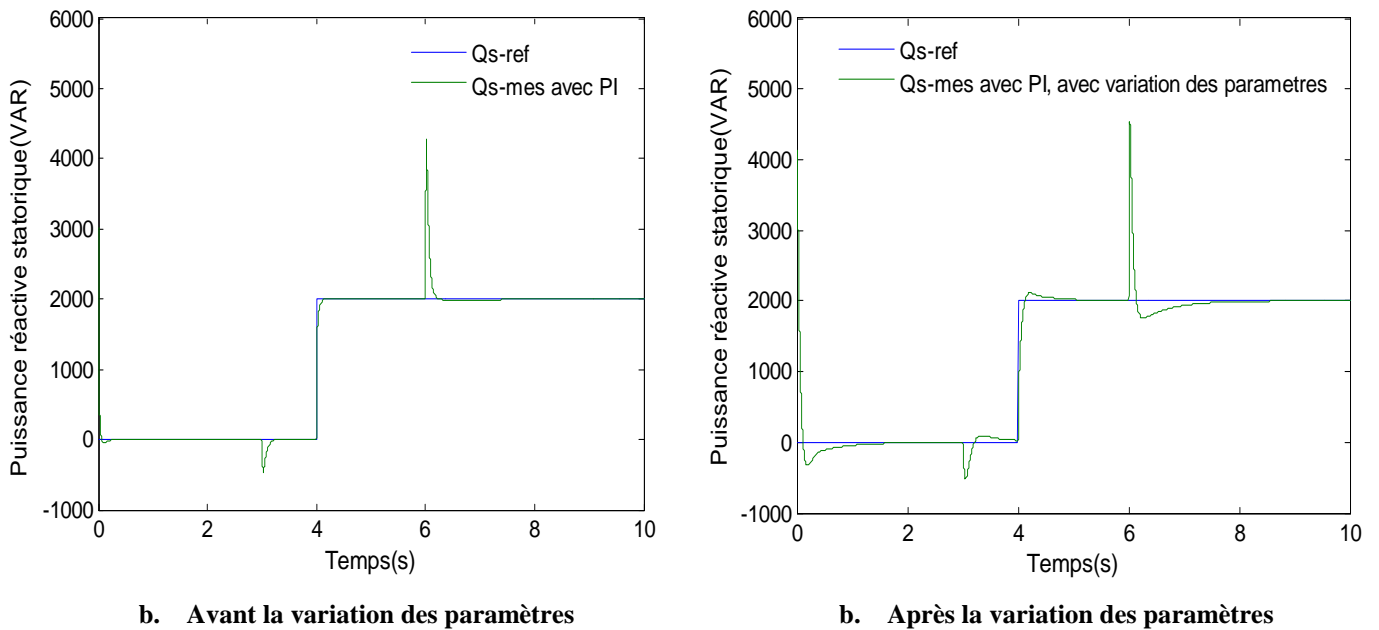 6000
5000
4000
3000
2000
1000
0
-1000
Puissance réactive statorique(VAR)
Qs-ref
Qs-mes avec PI
0 2 4 6 8 10
Temps(s)
b. Avant la variation des paramètres
6000
5000
4000
3000
2000
1000
0
-1000
Puissance réactive statorique(VAR)
Qs-ref
Qs-mes avec PI, avec variation des parametres
0 2 4 6 8 10
Temps(s)
b. Après la variation des paramètres